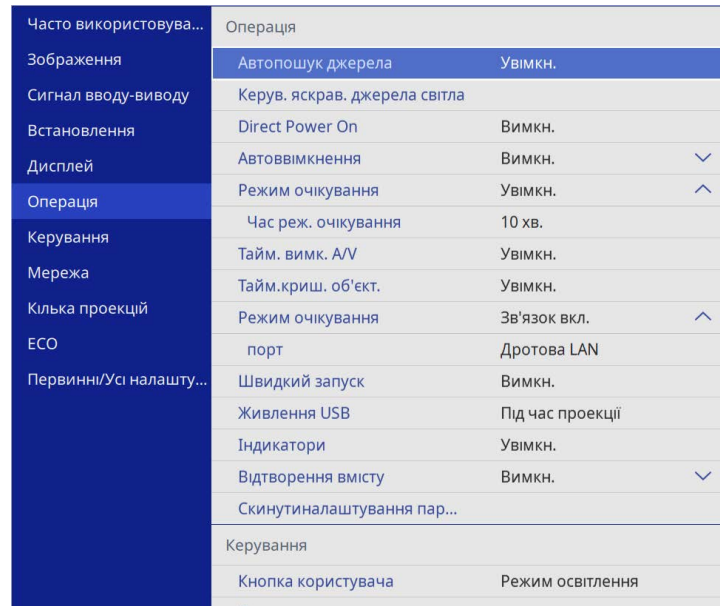 Часто використовува...
Зображення
Сигнал вводу-виводу
Встановлення
Дисплей
Операція
Керування
Мережа
Кілька проекцій
ECO
Первинні/Усі налашту...
Операція
Автопошук джерела Увімкн.
Керув. яскрав. джерела світла
Direct Power On Вимкн.
Автоввімкнення Вимкн.
Режим очікування Увімкн.
Час реж. очікування 10 хв.
Тайм. вимк. A/V Увімкн.
Тайм.криш. об'єкт. Увімкн.
Режим очікування Зв'язок вкл.
порт Дротова LAN
Швидкий запуск Вимкн.
Живлення USB Під час проекції
Індикатори Увімкн.
Відтворення вмісту Вимкн.
Скинутиналаштування пар...
Керування
Кнопка користувача Режим освітлення